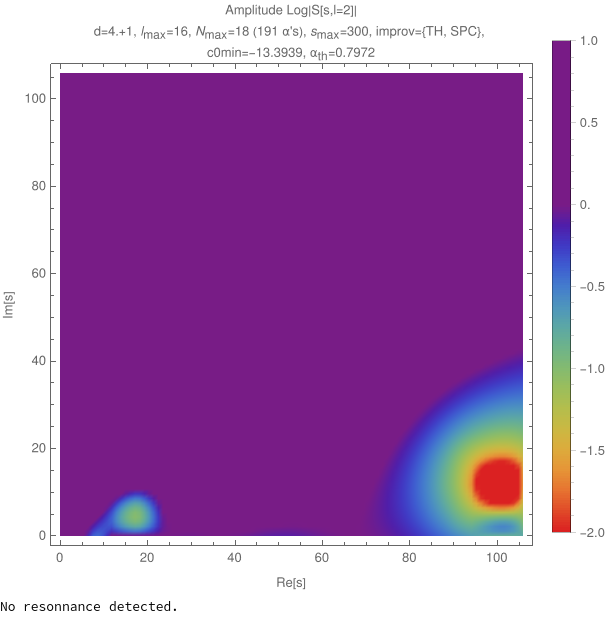 Amplitude Log|S[s,l=2]|
d=4.+1, lmax=16, Nmax=18 (191 α's), smax=300, improv={TH, SPC},
c0min=−13.3939, αth=0.7972
Im[s]
100
80
60
40
20
0
0 20 40 60 80 100
Re[s]
1.0
0.5
0.
−0.5
−1.0
−1.5
−2.0
No resonnance detected.